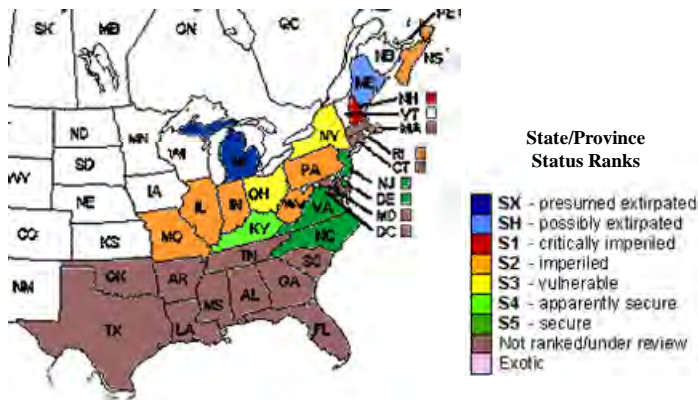 SK
MB
ON
QC
PE
NB
NS
ME
NH
VT
MA
ND
MN
NY
WI
MI
RI
SD
CT
PA
WY
IA
NJ
NE
OH
DE
IL
IN
WV
VA
MD
CO
KS
MO
KY
NC
DC
TN
OK
AR
SC
NM
MS
AL
GA
TX
LA
FL
State/Province
Status Ranks
SX - presumed extirpated
SH - possibly extirpated
S1 - critically imperiled
S2 - imperiled
S3 - vulnerable
S4 - apparently secure
S5 - secure
Not ranked/under review
Exotic